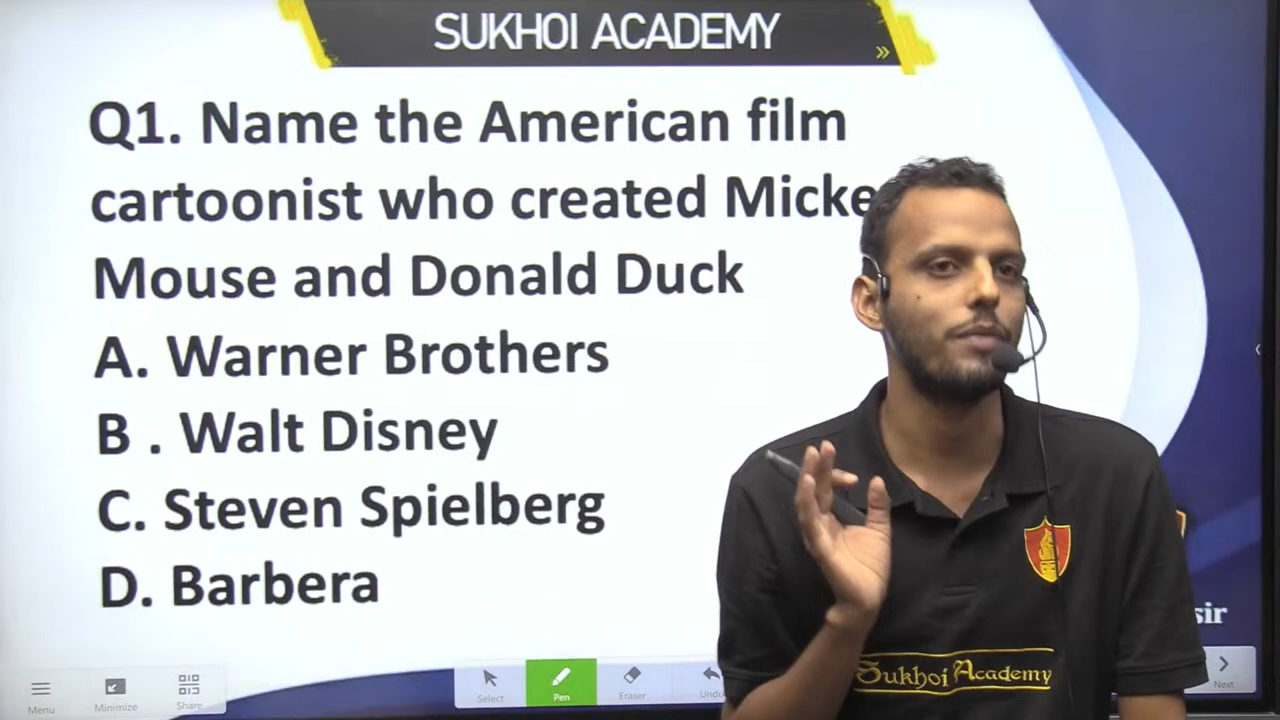 SUKHOI ACADEMY
»
Q1. Name the American film
cartoonist who created Micke
Mouse and Donald Duck
A. Warner Brothers
B . Walt Disney
C. Steven Spielberg
D. Barbera
sir
Sukhoi Academy
Menu
Minimize
Share
Select
Pen
Eraser
Undo
Next